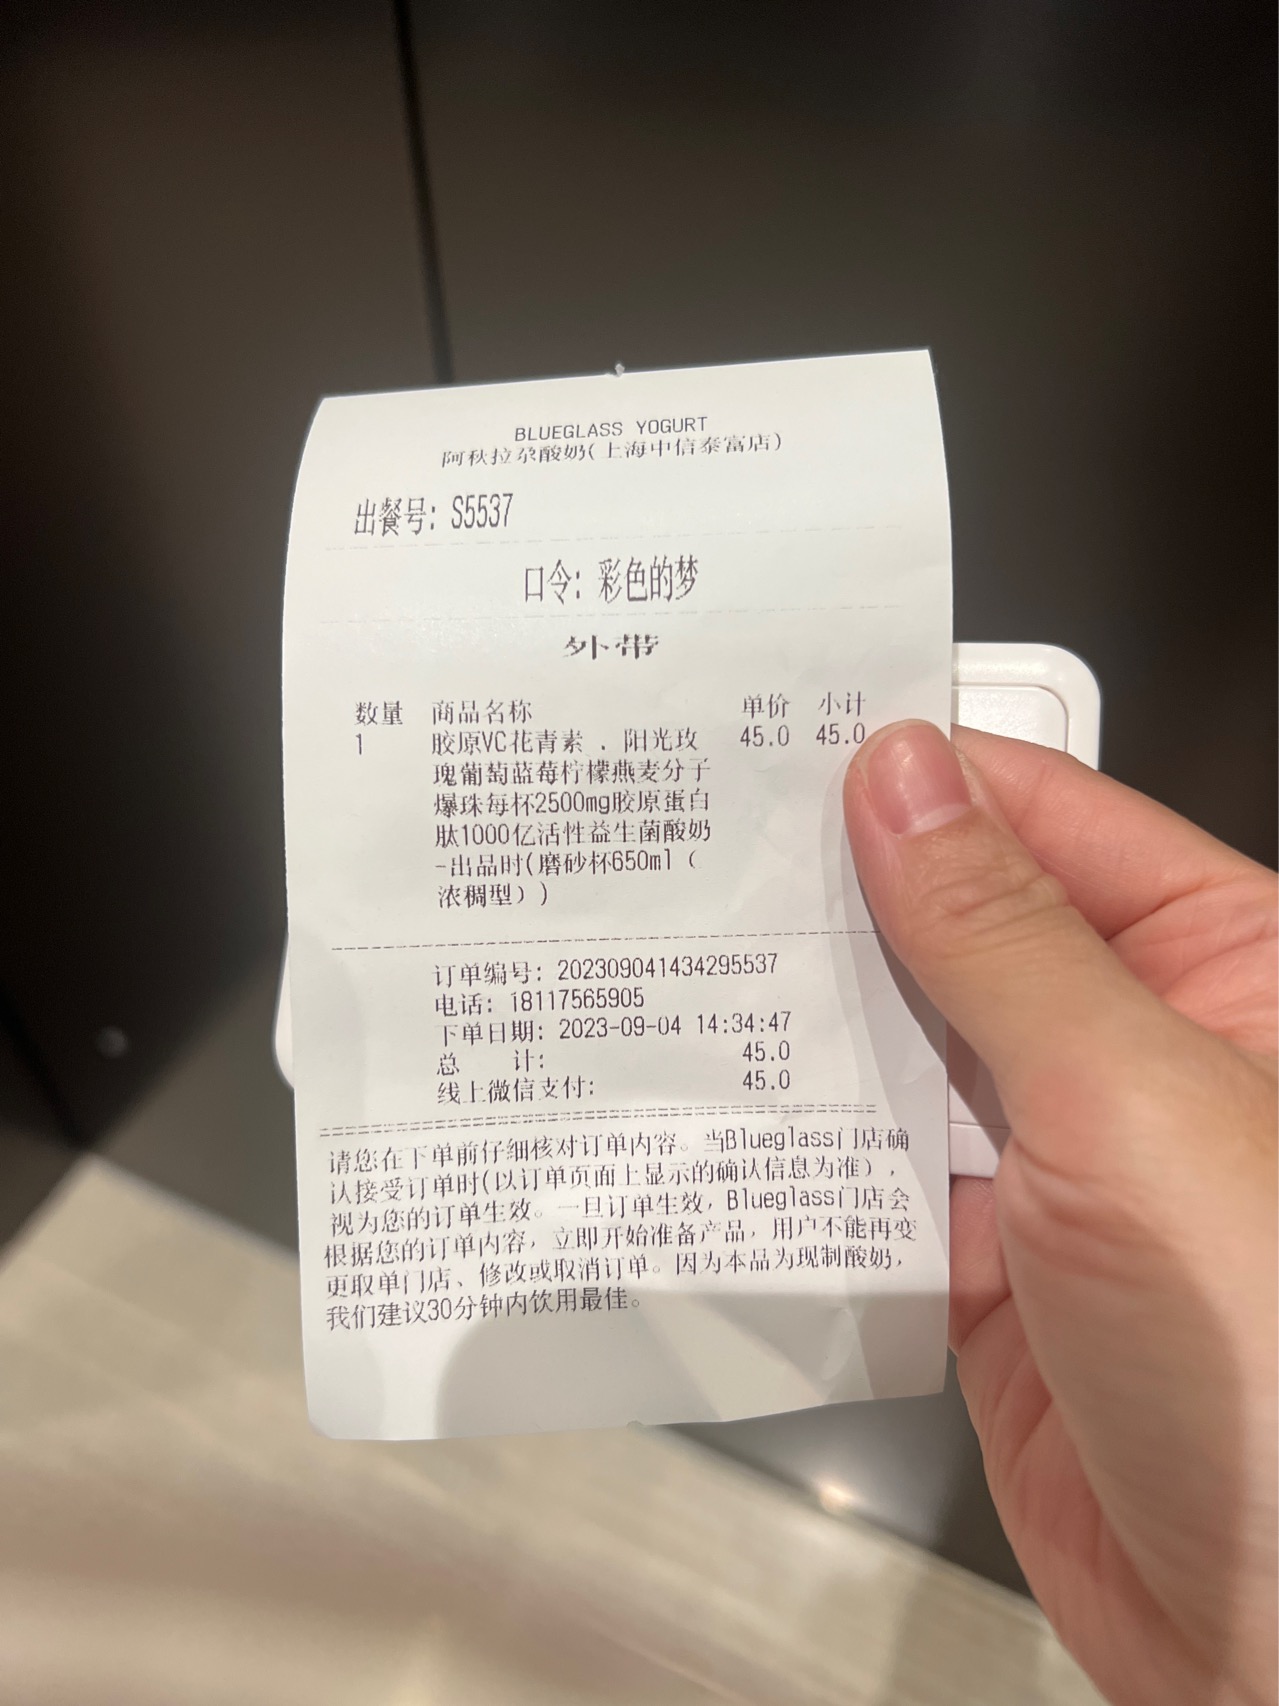 BLUEGLASS YOGURT
阿秋拉尕酸奶(上海中信泰富店)
出餐号: S5537
口令: 彩色的梦
外带
数量 商品名称 单价 小计
1 胶原VC花青素 . 阳光玫 45.0 45.0
瑰葡萄蓝莓柠檬燕麦分子
爆珠每杯2500mg胶原蛋白
肽1000亿活性益生菌酸奶
-出品时(磨砂杯650ml（
浓稠型）)
订单编号: 202309041434295537
电话: 18117565905
下单日期: 2023-09-04 14:34:47
总 计: 45.0
线上微信支付: 45.0
请您在下单前仔细核对订单内容。当Blueglass门店确
认接受订单时(以订单页面上显示的确认信息为准)，
视为您的订单生效。一旦订单生效，Blueglass门店会
根据您的订单内容，立即开始准备产品，用户不能再变
更取单门店、修改或取消订单。因为本品为现制酸奶，
我们建议30分钟内饮用最佳。